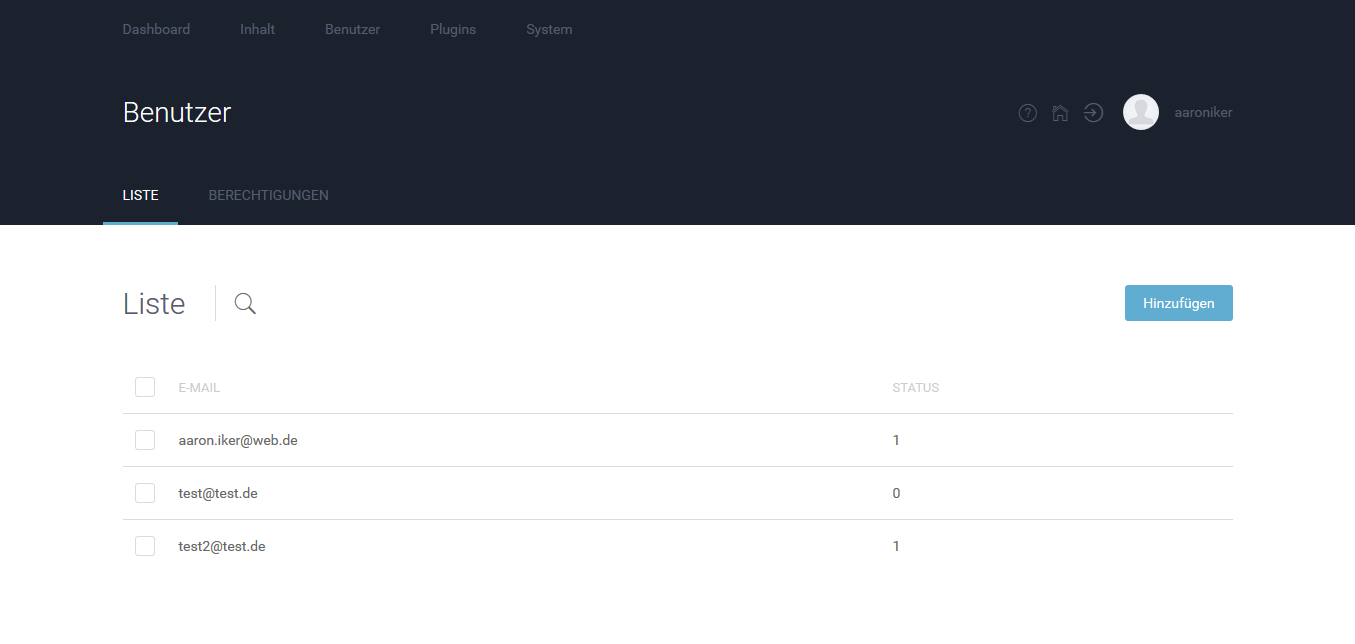 Dashboard Inhalt Benutzer Plugins System
Benutzer
aaroniker
LISTE BERECHTIGUNGEN
Liste
Hinzufügen
E-MAIL STATUS
aaron.iker@web.de 1
test@test.de 0
test2@test.de 1